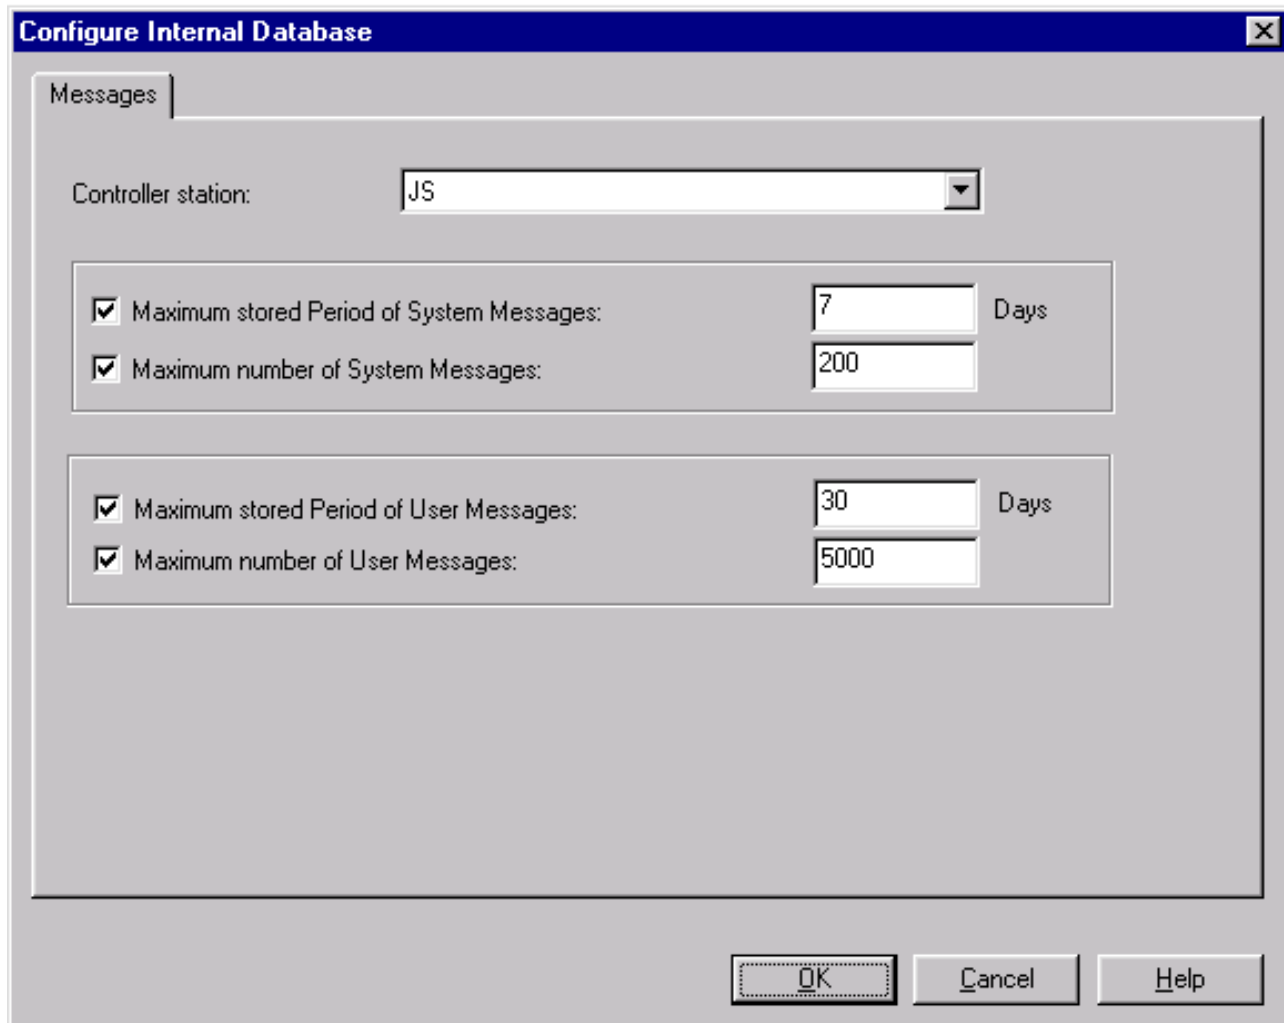 Configure Internal Database
Messages
Controller station: JS
Maximum stored Period of System Messages: 7 Days
Maximum number of System Messages: 200
Maximum stored Period of User Messages: 30 Days
Maximum number of User Messages: 5000
OK Cancel Help